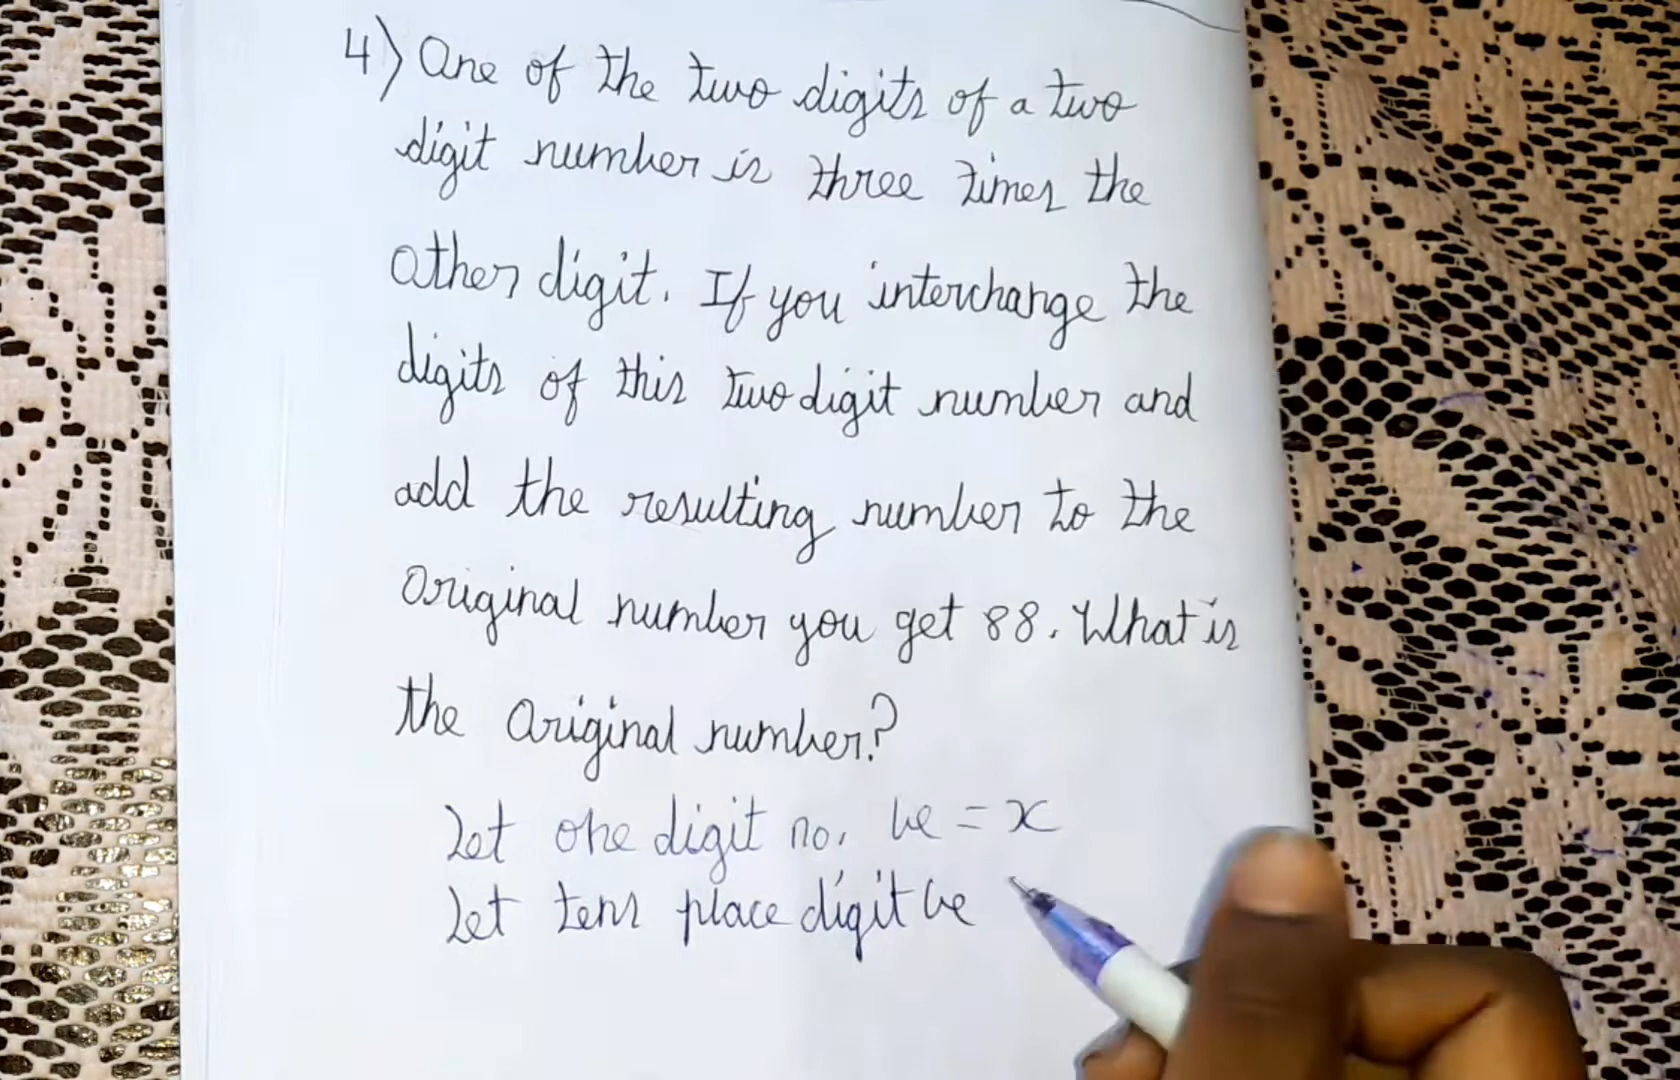 4) One of the two digits of a two
digit number is three times the
other digit. If you interchange the
digits of this two digit number and
add the resulting number to the
original number you get 88. What is
the original number?
Let one digit no. be = x
Let tens place digit be